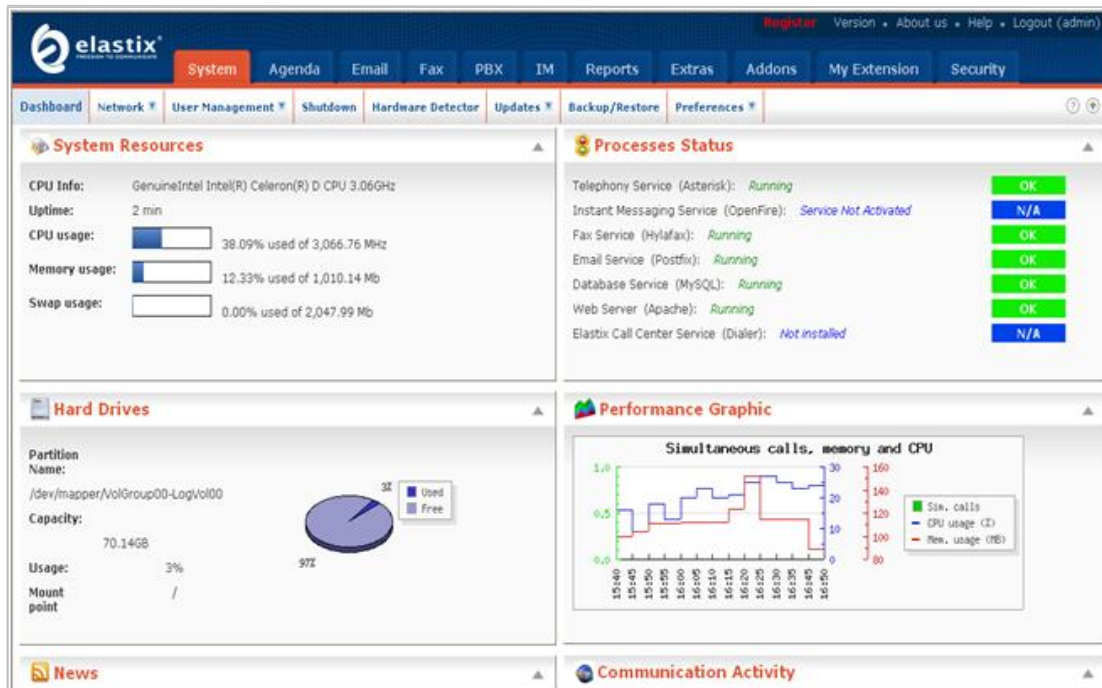 Register Version • About us • Help • Logout (admin)
elastix
FREEDOM TO COMMUNICATE
System Agenda Email Fax PBX IM Reports Extras Addons My Extension Security
Dashboard Network User Management Shutdown Hardware Detector Updates Backup/Restore Preferences
System Resources
CPU Info: GenuineIntel Intel(R) Celeron(R) D CPU 3.06GHz
Uptime: 2 min
CPU usage: 38.09% used of 3,066.76 MHz
Memory usage: 12.33% used of 1,010.14 Mb
Swap usage: 0.00% used of 2,047.99 Mb
Processes Status
Telephony Service (Asterisk): Running OK
Instant Messaging Service (OpenFire): Service Not Activated N/A
Fax Service (Hylafax): Running OK
Email Service (Postfix): Running OK
Database Service (MySQL): Running OK
Web Server (Apache): Running OK
Elastix Call Center Service (Dialer): Not installed N/A
Hard Drives
Partition
Name:
/dev/mapper/VolGroup00-LogVol00
Capacity:
70.14GB
Usage: 3%
Mount / 
point
3%
97%
Used
Free
Performance Graphic
Simultaneous calls, memory and CPU
1.0 30 160
140
20
0.5 120
10 100
0.0 0 80
15:40 15:45 15:50 15:55 16:00 16:05 16:10 16:15 16:20 16:25 16:30 16:35 16:45 16:50
Sim. calls
CPU usage (%)
Mem. usage (MB)
News
Communication Activity